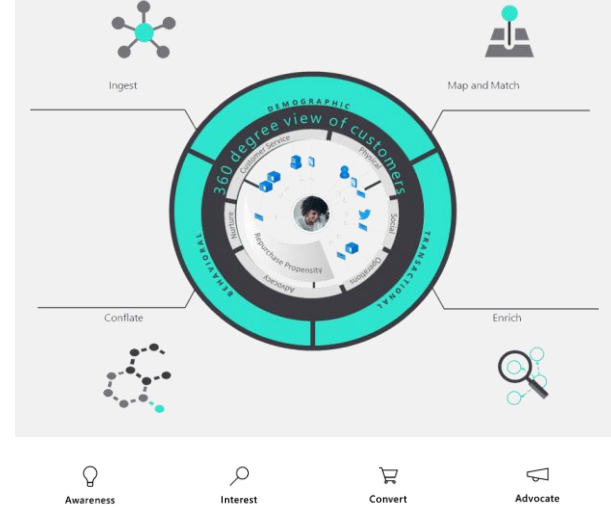 Ingest
Map and Match
DEMOGRAPHIC
360 degree view of customers
Customer Service
Physical
Social
Operations
Advocacy
Nurture
Repurchase Propensity
BEHAVIORAL
TRANSACTIONAL
Conflate
Enrich
Awareness
Interest
Convert
Advocate